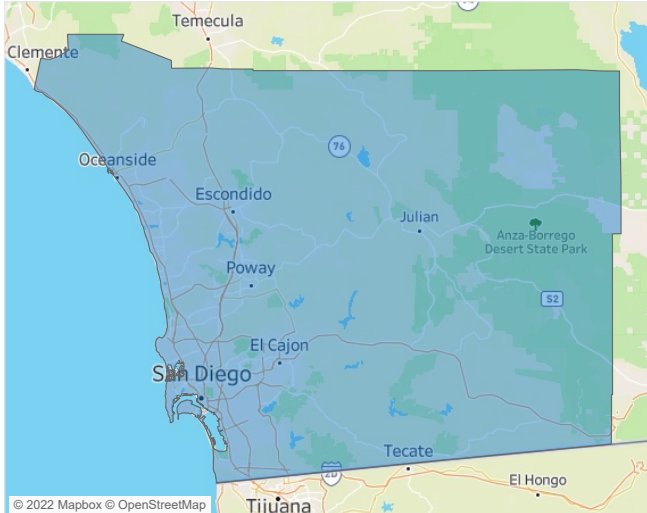 Temecula
Clemente
76
Oceanside
Escondido
Julian
Anza-Borrego
Desert State Park
Poway
S2
El Cajon
San Diego
Tecate
El Hongo
Tijuana
© 2022 Mapbox © OpenStreetMap